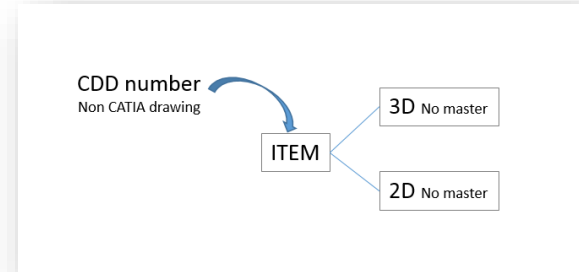 CDD number
Non CATIA drawing
ITEM
3D No master
2D No master